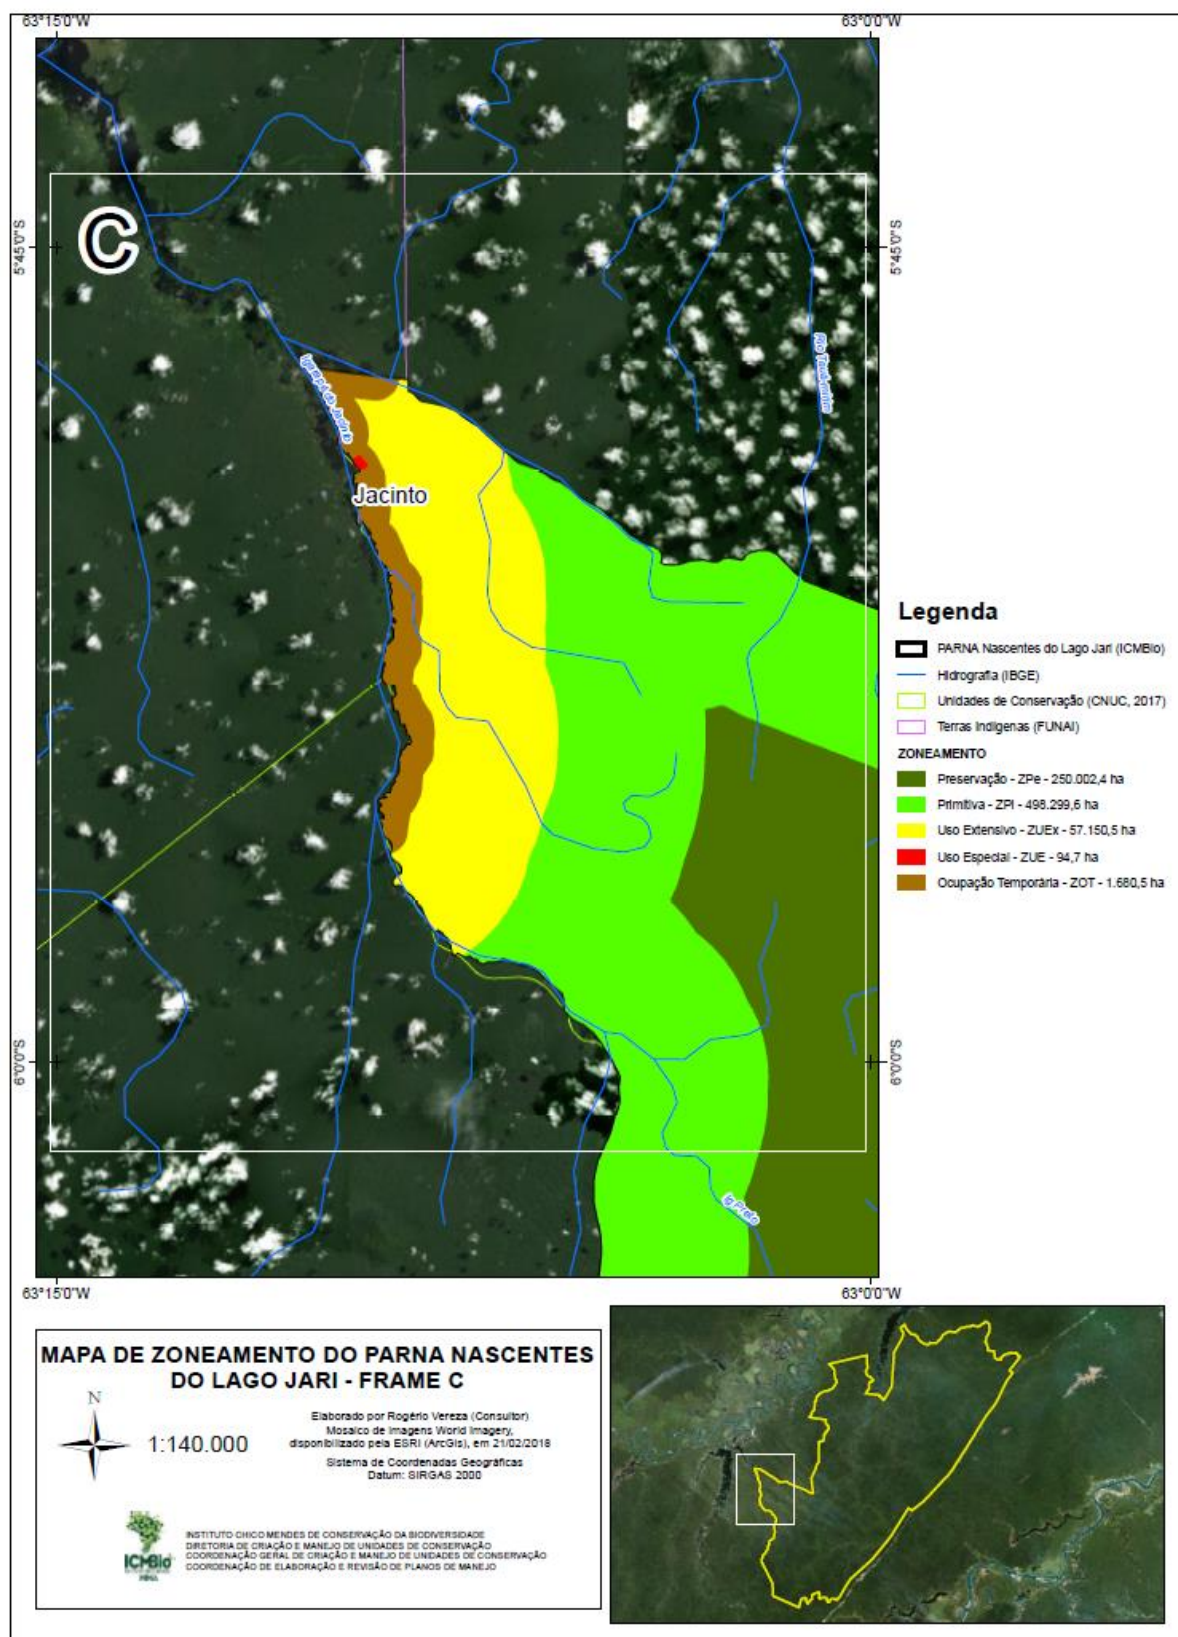 63°15'0"W
63°0'0"W
C
5°45'0"S
5°45'0"S
Igarapé do Jacinto
Jacinto
Legenda
PARNA Nascentes do Lago Jari (ICMBio)
Hidrografia (IBGE)
Unidades de Conservação (CNUC, 2017)
Terras Indígenas (FUNAI)
ZONEAMENTO
Preservação - ZPe - 250.002,4 ha
Primitiva - ZPI - 498.299,6 ha
Uso Extensivo - ZUEx - 57.150,5 ha
Uso Especial - ZUE - 94,7 ha
Ocupação Temporária - ZOT - 1.680,5 ha
6°0'0"S
6°0'0"S
Ig Preto
63°15'0"W
63°0'0"W
MAPA DE ZONEAMENTO DO PARNA NASCENTES
DO LAGO JARI - FRAME C
N
1:140.000
Elaborado por Rogério Vereza (Consultor)
Mosaico de Imagens World Imagery,
disponibilizado pela ESRI (ArcGis), em 21/02/2018
Sistema de Coordenadas Geográficas
Datum: SIRGAS 2000
ICMBio
MMA
INSTITUTO CHICO MENDES DE CONSERVAÇÃO DA BIODIVERSIDADE
DIRETORIA DE CRIAÇÃO E MANEJO DE UNIDADES DE CONSERVAÇÃO
COORDENAÇÃO GERAL DE CRIAÇÃO E MANEJO DE UNIDADES DE CONSERVAÇÃO
COORDENAÇÃO DE ELABORAÇÃO E REVISÃO DE PLANOS DE MANEJO